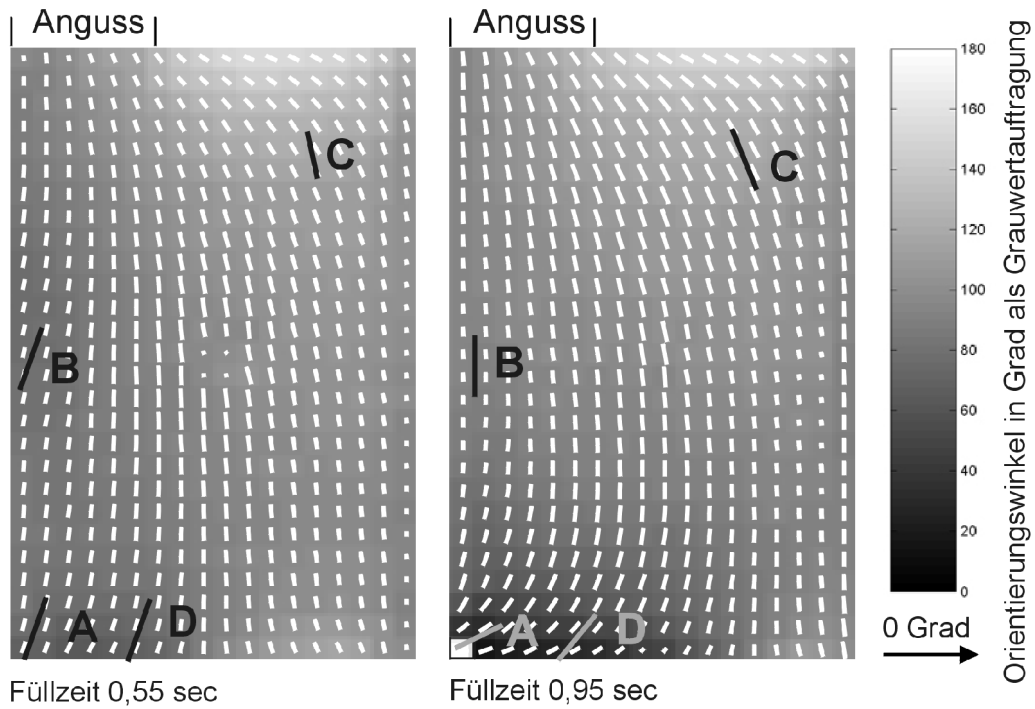 Anguss
Anguss
C
B
A
D
Füllzeit 0,55 sec
C
B
A
D
Füllzeit 0,95 sec
180
160
140
120
100
80
60
40
20
0
0 Grad
Orientierungswinkel in Grad als Grauwertauftragung